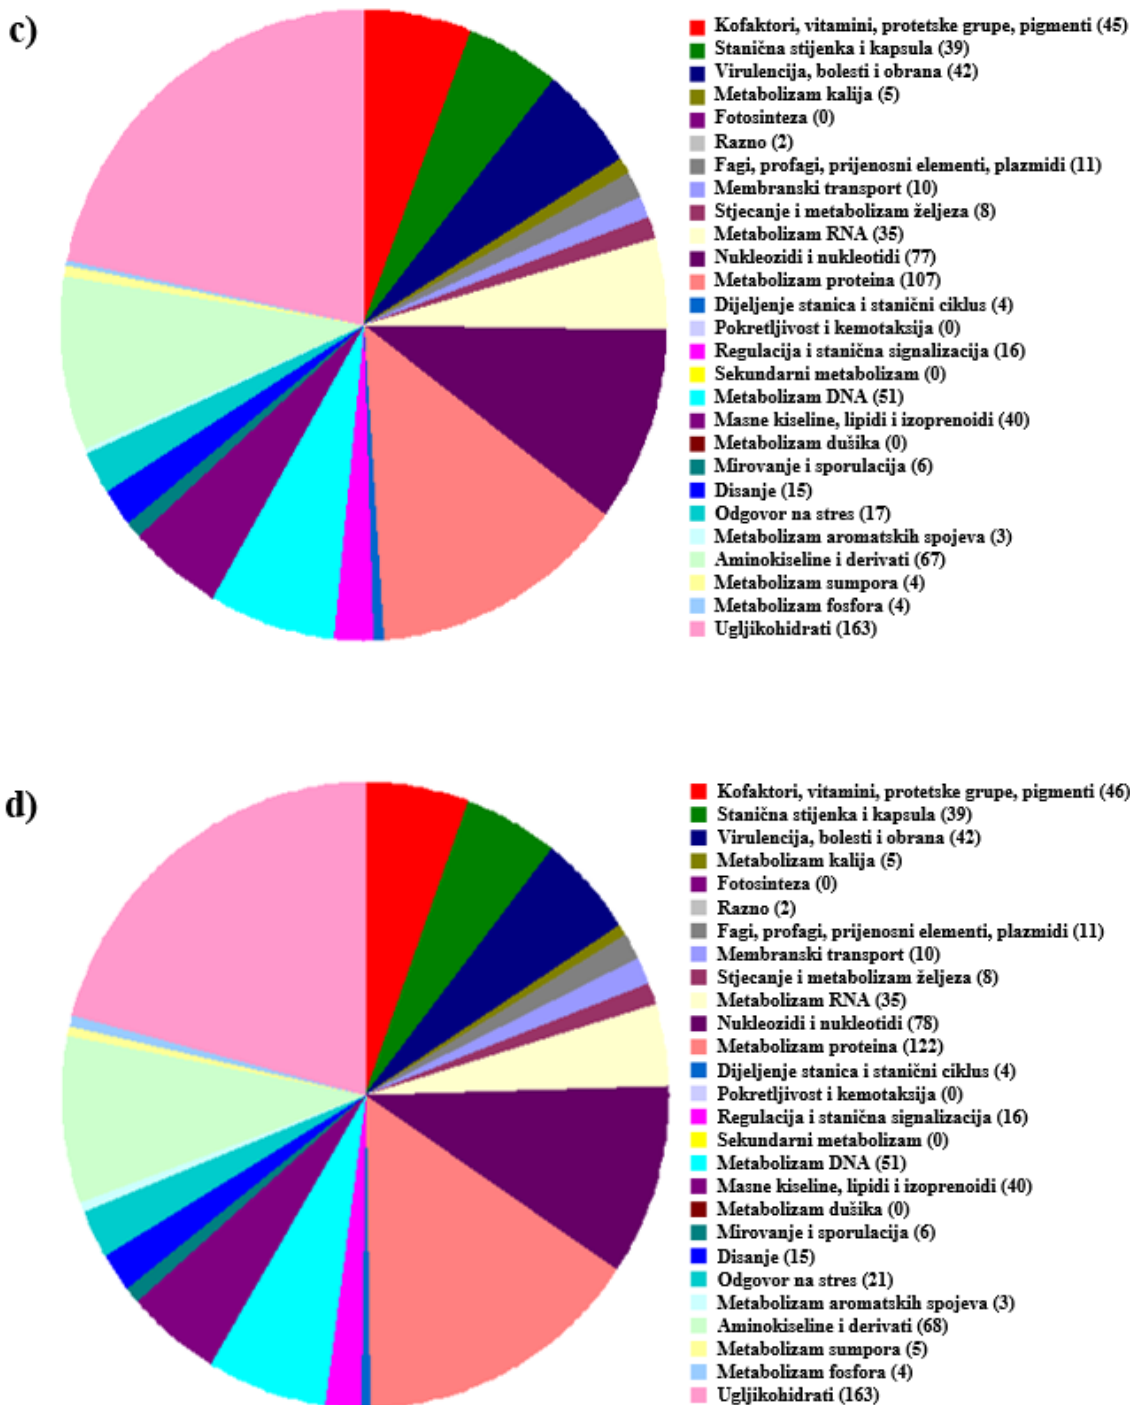 c)
Kofaktori, vitamini, protetske grupe, pigmenti (45)
Stanična stijenka i kapsula (39)
Virulencija, bolesti i obrana (42)
Metabolizam kalija (5)
Fotosinteza (0)
Razno (2)
Fagi, profagi, prijenosni elementi, plazmidi (11)
Membranski transport (10)
Stjecanje i metabolizam željeza (8)
Metabolizam RNA (35)
Nukleozidi i nukleotidi (77)
Metabolizam proteina (107)
Dijeljenje stanica i stanični ciklus (4)
Pokretljivost i kemotaksija (0)
Regulacija i stanična signalizacija (16)
Sekundarni metabolizam (0)
Metabolizam DNA (51)
Masne kiseline, lipidi i izoprenoidi (40)
Metabolizam dušika (0)
Mirovanje i sporulacija (6)
Disanje (15)
Odgovor na stres (17)
Metabolizam aromatskih spojeva (3)
Aminokiseline i derivati (67)
Metabolizam sumpora (4)
Metabolizam fosfora (4)
Ugljikohidrati (163)
d)
Kofaktori, vitamini, protetske grupe, pigmenti (46)
Stanična stijenka i kapsula (39)
Virulencija, bolesti i obrana (42)
Metabolizam kalija (5)
Fotosinteza (0)
Razno (2)
Fagi, profagi, prijenosni elementi, plazmidi (11)
Membranski transport (10)
Stjecanje i metabolizam željeza (8)
Metabolizam RNA (35)
Nukleozidi i nukleotidi (78)
Metabolizam proteina (122)
Dijeljenje stanica i stanični ciklus (4)
Pokretljivost i kemotaksija (0)
Regulacija i stanična signalizacija (16)
Sekundarni metabolizam (0)
Metabolizam DNA (51)
Masne kiseline, lipidi i izoprenoidi (40)
Metabolizam dušika (0)
Mirovanje i sporulacija (6)
Disanje (15)
Odgovor na stres (21)
Metabolizam aromatskih spojeva (3)
Aminokiseline i derivati (68)
Metabolizam sumpora (5)
Metabolizam fosfora (4)
Ugljikohidrati (163)